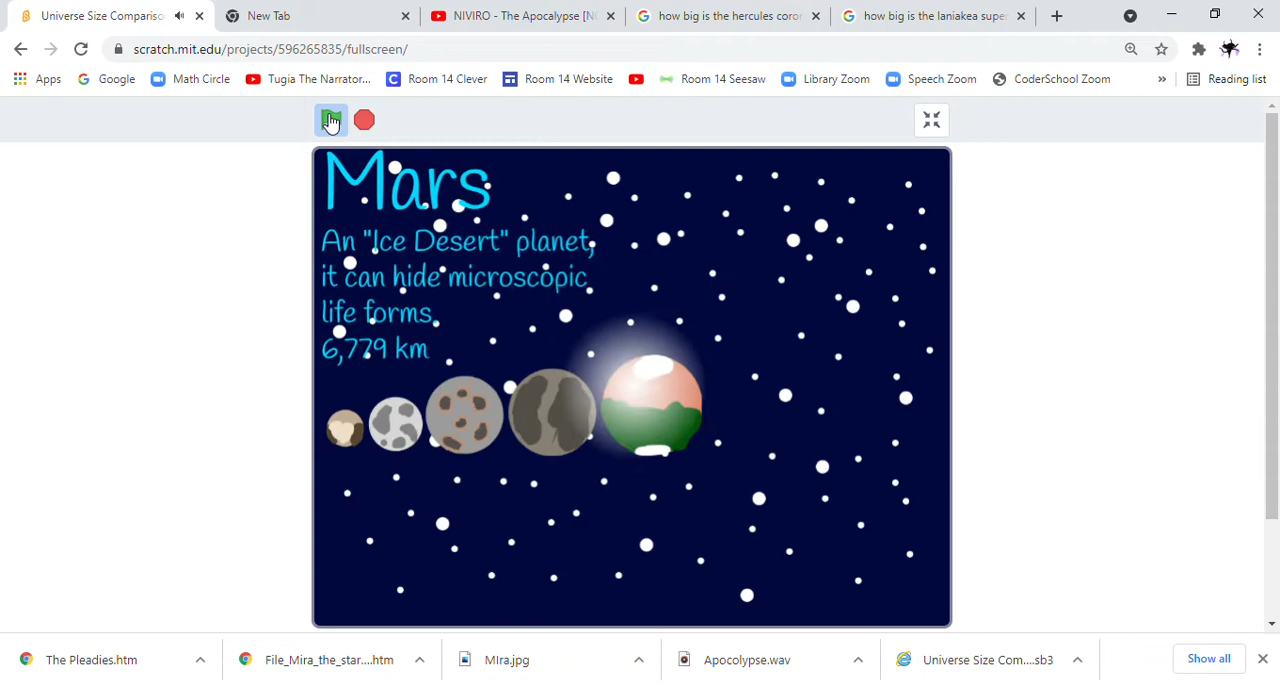 Universe Size Compariso
New Tab
NIVIRO - The Apocalypse [N
how big is the hercules coror
how big is the laniakea super
scratch.mit.edu/projects/596265835/fullscreen/
Apps
Google
Math Circle
Tugia The Narrator...
Room 14 Clever
Room 14 Website
Room 14 Seesaw
Library Zoom
Speech Zoom
CoderSchool Zoom
»
Reading list
Mars
An "Ice Desert" planet,
it can hide microscopic
life forms.
6,779 km
The Pleadies.htm
File_Mira_the_star....htm
MIra.jpg
Apocolypse.wav
Universe Size Com....sb3
Show all